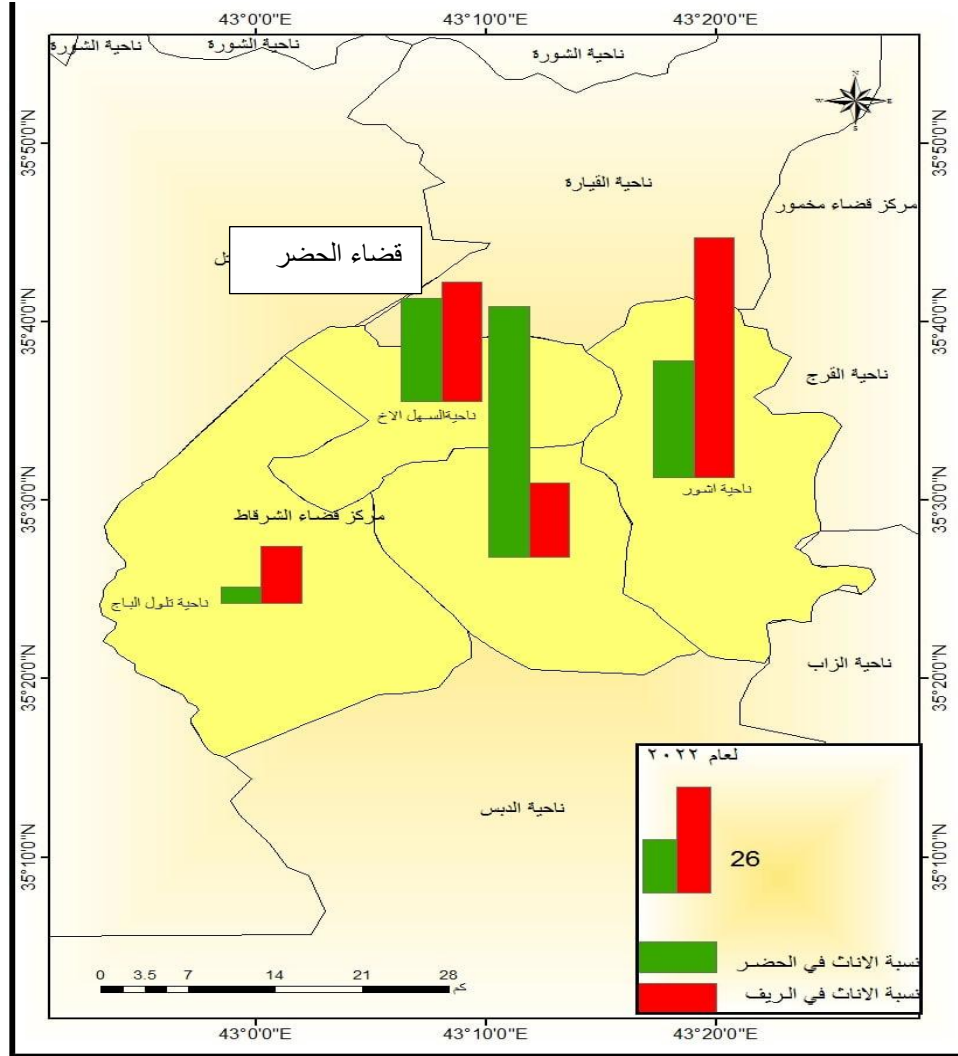 43°0'0"E 43°10'0"E 43°20'0"E
ناحية الشورة ناحية الشورة ناحية الشورة
N
W E
S
35°50'0"N 35°50'0"N
ناحية القيارة
مركز قضاء مخمور
قضاء الحضر
تل
35°40'0"N 35°40'0"N
ناحية القرج
ناحيةالسهل الاخ
ناحية اشور
35°30'0"N 35°30'0"N
مركز قضاء الشرقاط
ناحية تلول الباج
ناحية الزاب
35°20'0"N 35°20'0"N
لعام ٢٠٢٢
ناحية الدبس
26
35°10'0"N 35°10'0"N
نسبة الاناث في الحضر
نسبة الاناث في الريف
0 3.5 7 14 21 28
كم
43°0'0"E 43°10'0"E 43°20'0"E